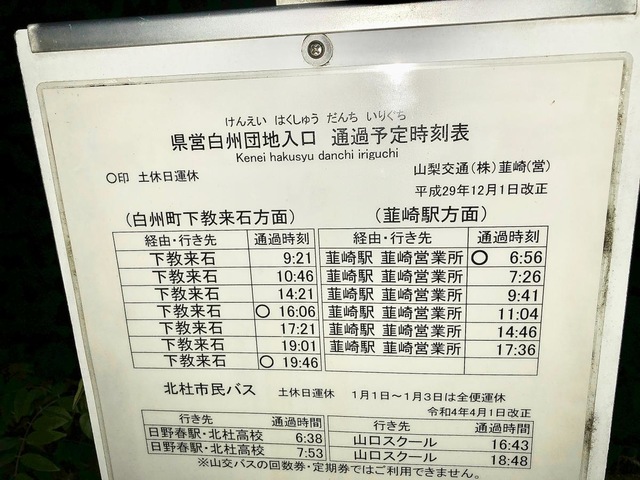 けんえい はくしゅう だんち いりぐち
県営白州団地入口 通過予定時刻表
Kenei hakusyu danchi iriguchi
〇印 土休日運休
山梨交通(株)韮崎(営)
平成29年12月1日改正
(白州町下教来石方面)
経由・行き先 通過時刻
下教来石 9:21
下教来石 10:46
下教来石 14:21
下教来石 〇 16:06
下教来石 17:21
下教来石 19:01
下教来石 〇 19:46
(韮崎駅方面)
経由・行き先 通過時刻
韮崎駅 韮崎営業所 〇 6:56
韮崎駅 韮崎営業所 7:26
韮崎駅 韮崎営業所 9:41
韮崎駅 韮崎営業所 11:04
韮崎駅 韮崎営業所 14:46
韮崎駅 韮崎営業所 17:36
北杜市民バス 土休日運休 1月1日~1月3日は全便運休
令和4年4月1日改正
行き先 通過時間
日野春駅・北杜高校 6:38
日野春駅・北杜高校 7:53
行き先 通過時間
山口スクール 16:43
山口スクール 18:48
※山交バスの回数券・定期券ではご利用できません。